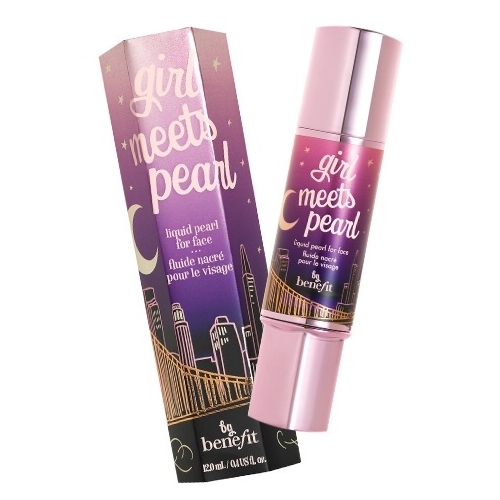 girl
meets
pearl
liquid pearl
for face
...
fluide nacré
pour le visage
by
benefit
12.0 mL / 0.4 US fl. oz.
girl
meets
pearl
liquid pearl for face
fluide nacré
pour le visage
by
benefit